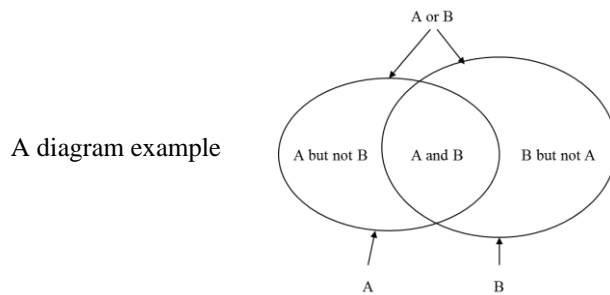 A or B
A diagram example
A but not B
A and B
B but not A
A
B